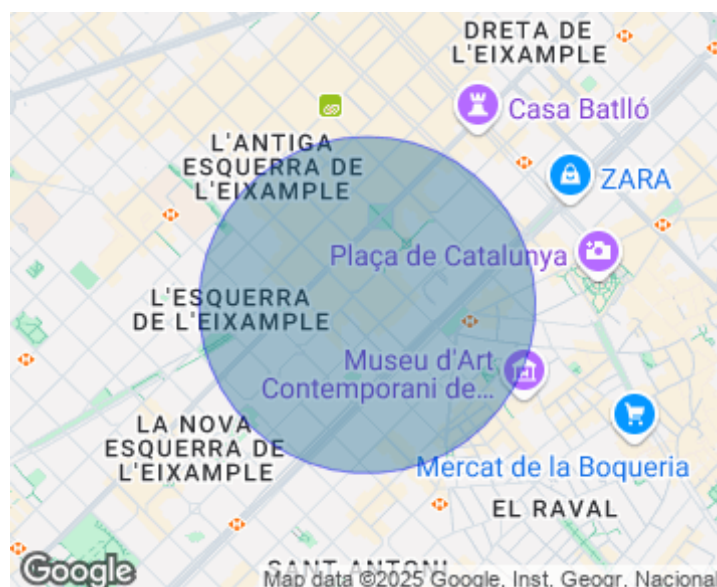 DRETA DE
L'EIXAMPLE
Casa Batlló
L'ANTIGA
ESQUERRA DE
L'EIXAMPLE
ZARA
Plaça de Catalunya
L'ESQUERRA
DE L'EIXAMPLE
Museu d'Art
Contemporani de...
LA NOVA
ESQUERRA DE
L'EIXAMPLE
Mercat de la Boqueria
EL RAVAL
SANT ANTONI
Google
Map data ©2025 Google, Inst. Geogr. Nacional